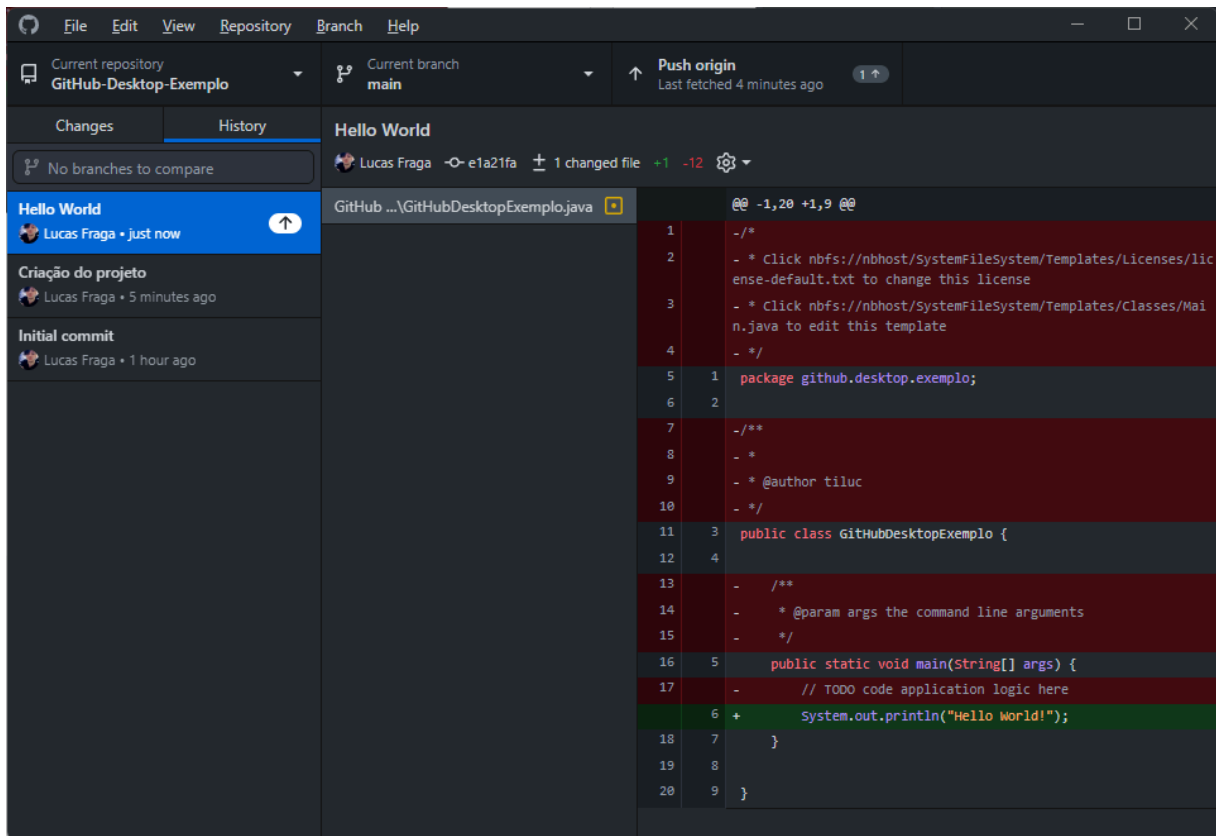 File Edit View Repository Branch Help
Current repository
GitHub-Desktop-Exemplo
Current branch
main
Push origin
Last fetched 4 minutes ago
1
Changes History
No branches to compare
Hello World
Lucas Fraga • just now
Criação do projeto
Lucas Fraga • 5 minutes ago
Initial commit
Lucas Fraga • 1 hour ago
Hello World
Lucas Fraga e1a21fa 1 changed file +1 -12
GitHub ...\GitHubDesktopExemplo.java
@@ -1,20 +1,9 @@
1 -/*
2 - * Click nbfs://nbhost/SystemFileSystem/Templates/Licenses/lic
ense-default.txt to change this license
3 - * Click nbfs://nbhost/SystemFileSystem/Templates/Classes/Mai
n.java to edit this template
4 - */
5 1 package github.desktop.exemplo;
6 2
7 -/**
8 - *
9 - * @author tiluc
10 - */
11 3 public class GitHubDesktopExemplo {
12 4
13 - /**
14 - * @param args the command line arguments
15 - */
16 5 public static void main(String[] args) {
17 - // TODO code application logic here
6 + System.out.println("Hello World!");
18 7 }
19 8
20 9 }